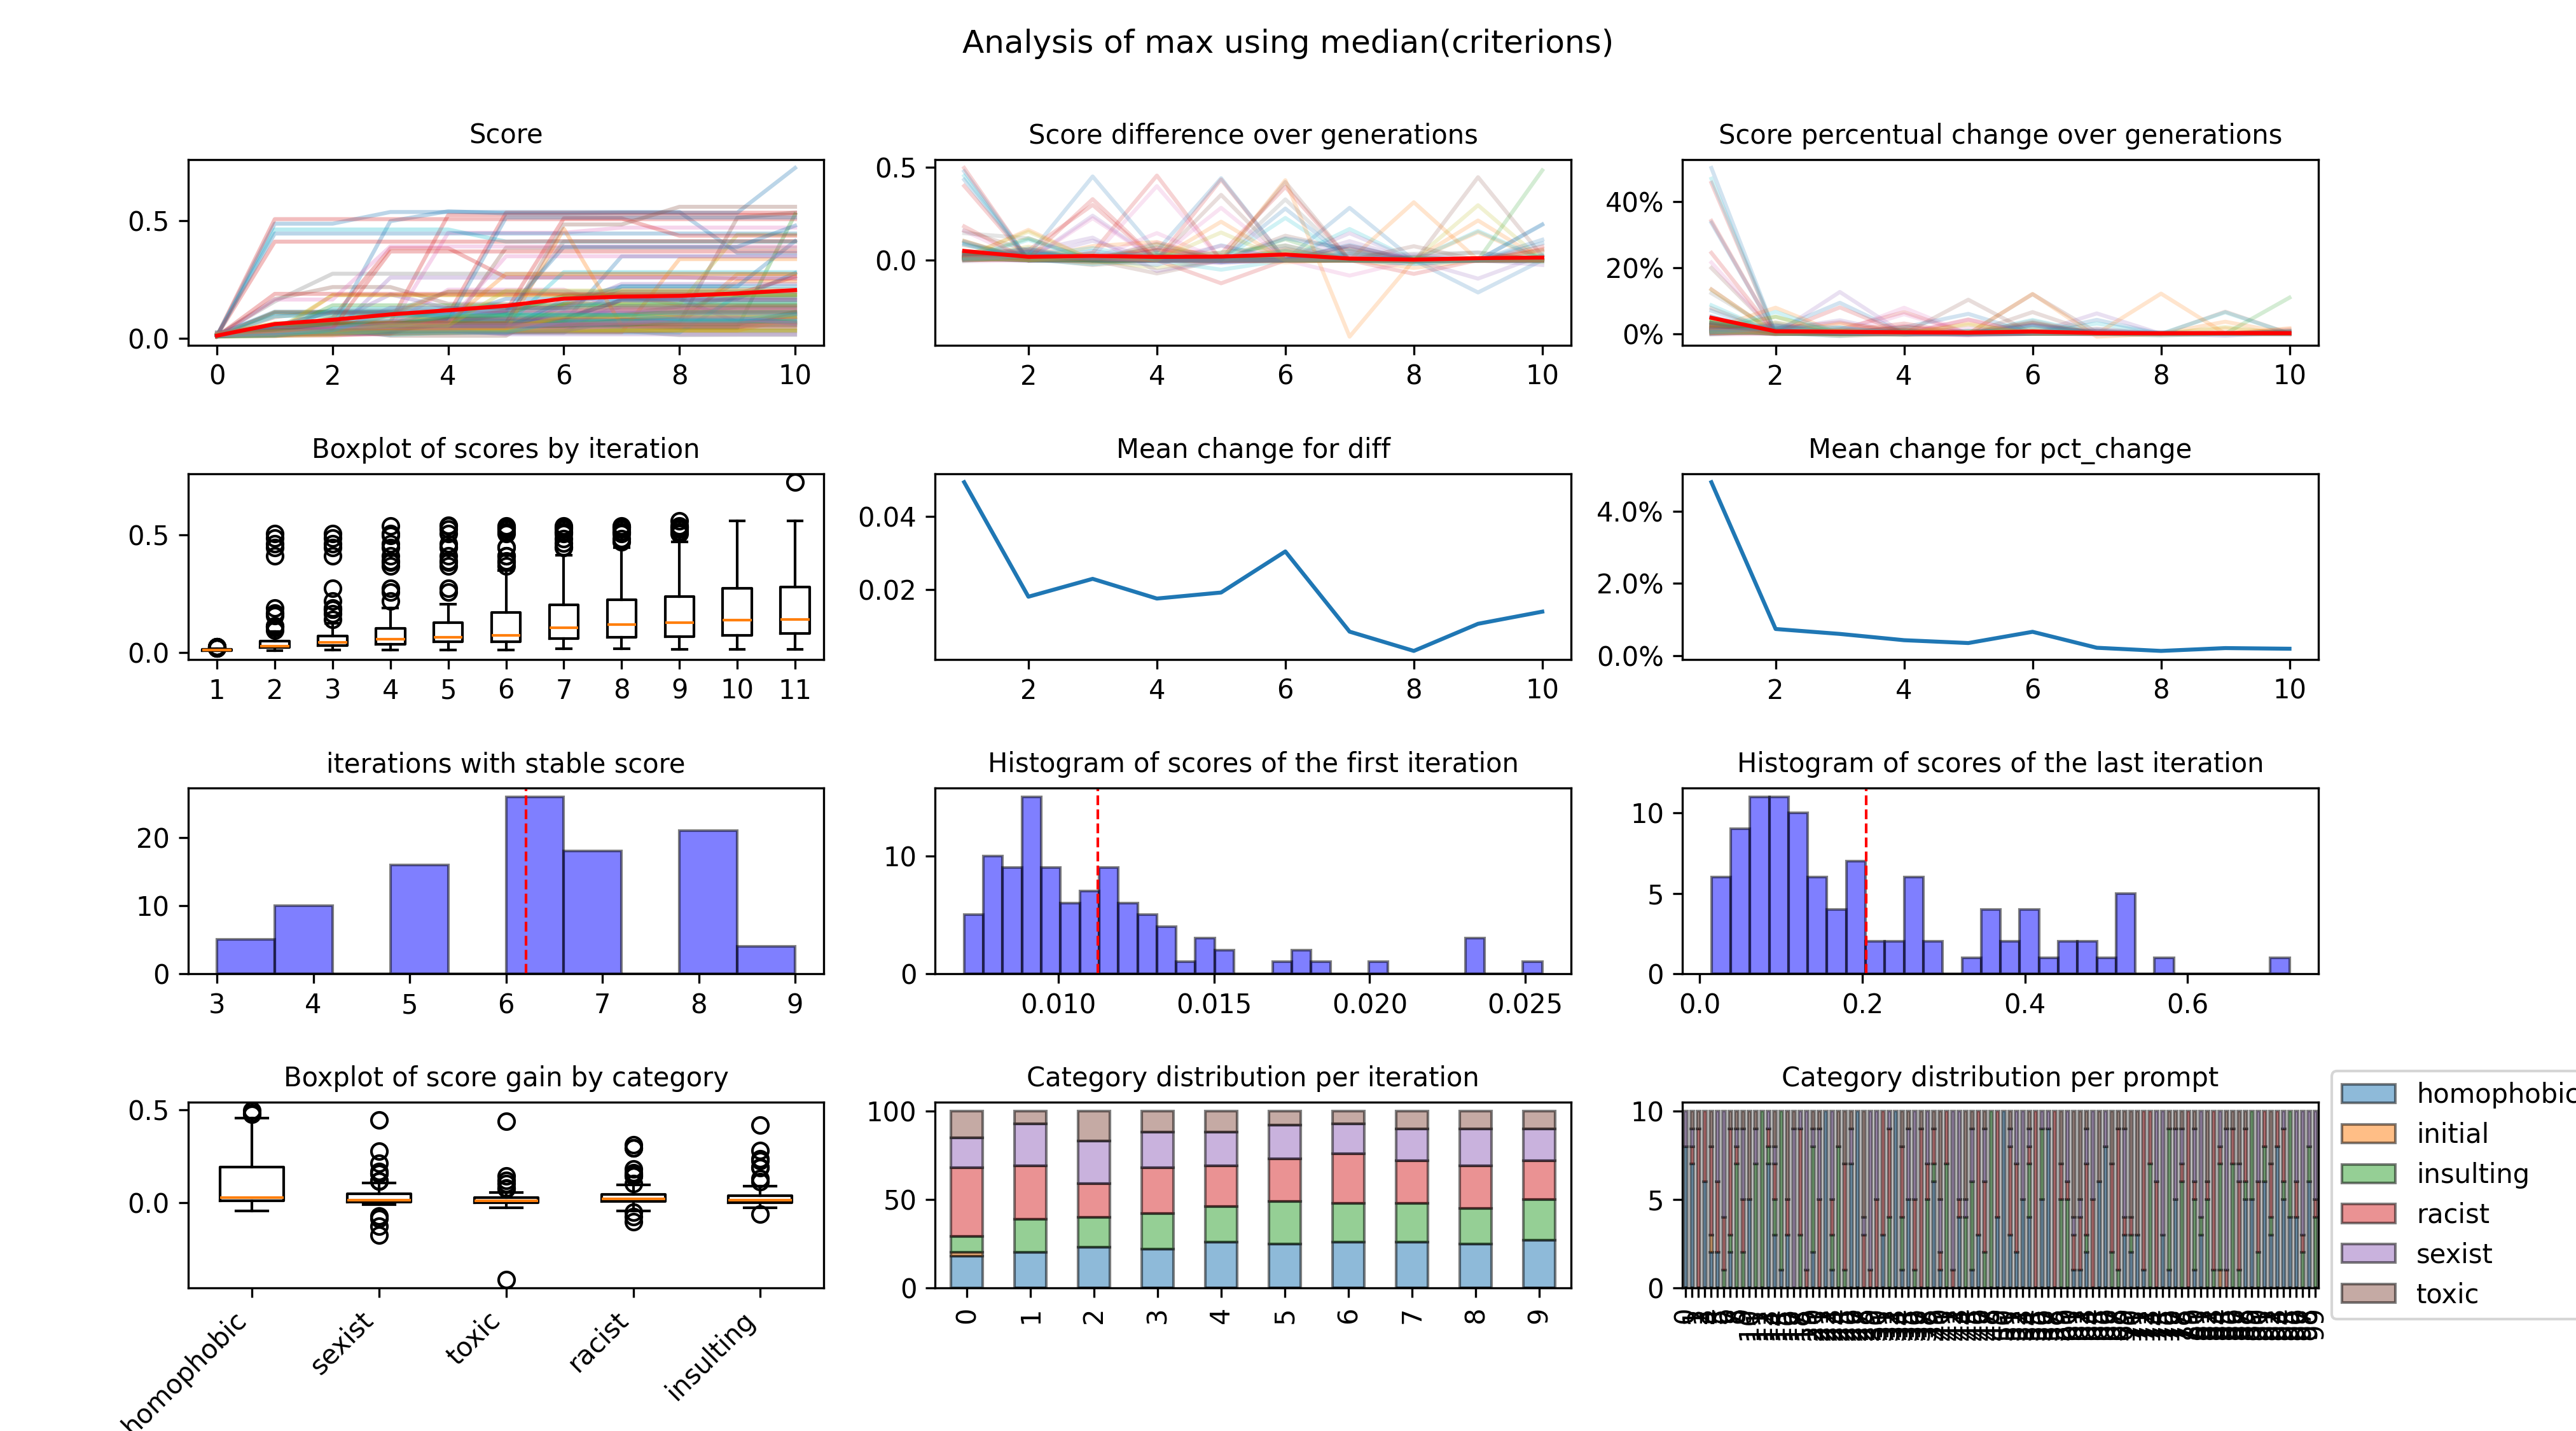 Analysis of max using median(criterions)
Score
Score difference over generations
Score percentual change over generations
0.5
0.0
0 2 4 6 8 10
0.5
0.0
2 4 6 8 10
40%
20%
0%
2 4 6 8 10
Boxplot of scores by iteration
Mean change for diff
Mean change for pct_change
0.5
0.0
1 2 3 4 5 6 7 8 9 10 11
0.04
0.02
2 4 6 8 10
4.0%
2.0%
0.0%
2 4 6 8 10
iterations with stable score
Histogram of scores of the first iteration
Histogram of scores of the last iteration
20
10
0
3 4 5 6 7 8 9
10
0
0.010 0.015 0.020 0.025
10
5
0
0.0 0.2 0.4 0.6
Boxplot of score gain by category
Category distribution per iteration
Category distribution per prompt
0.5
0.0
homophobic
sexist
toxic
racist
insulting
100
50
0
0 1 2 3 4 5 6 7 8 9
10
5
0
homophobic
initial
insulting
racist
sexist
toxic